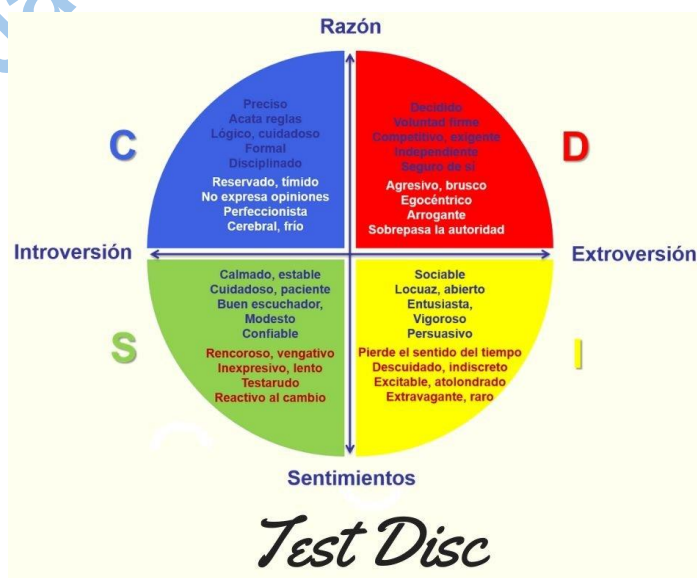 Razón
C
Preciso
Acata reglas
Lógico, cuidadoso
Formal
Disciplinado
Reservado, tímido
No expresa opiniones
Perfeccionista
Cerebral, frío
D
Decidido
Voluntad firme
Competitivo, exigente
Independiente
Seguro de si
Agresivo, brusco
Egocéntrico
Arrogante
Sobrepasa la autoridad
Introversión
Extroversión
S
Calmado, estable
Cuidadoso, paciente
Buen escuchador,
Modesto
Confiable
Rencoroso, vengativo
Inexpresivo, lento
Testarudo
Reactivo al cambio
I
Sociable
Locuaz, abierto
Entusiasta,
Vigoroso
Persuasivo
Pierde el sentido del tiempo
Descuidado, indiscreto
Excitable, atolondrado
Extravagante, raro
Sentimientos
Test Disc